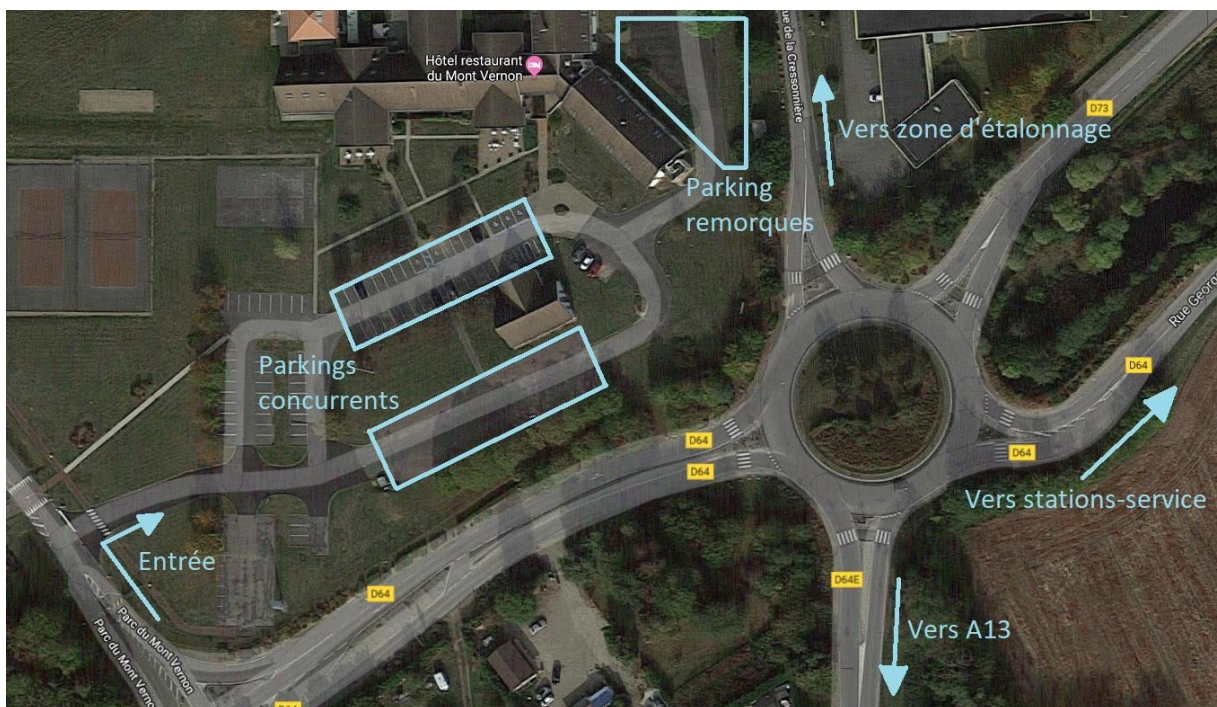 Hôtel restaurant
du Mont Vernon
Rue de la Cressonnière
D73
Vers zone d'étalonnage
Parking
remorques
Rue Georg
D64
Parkings
concurrents
D64
D64
D64
Vers stations-service
Entrée
D64
D64E
Vers A13
Parc du Mont Vernon
Parc du Mont Verno
D64